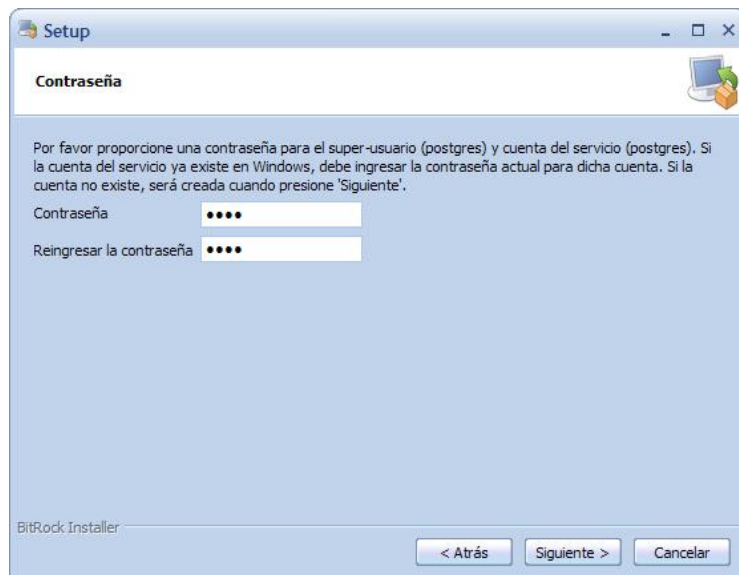 Setup
Contraseña
Por favor proporcione una contraseña para el super-usuario (postgres) y cuenta del servicio (postgres). Si
la cuenta del servicio ya existe en Windows, debe ingresar la contraseña actual para dicha cuenta. Si la
cuenta no existe, será creada cuando presione 'Siguiente'.
Contraseña ••••
Reingresar la contraseña ••••
BitRock Installer
< Atrás Siguiente > Cancelar